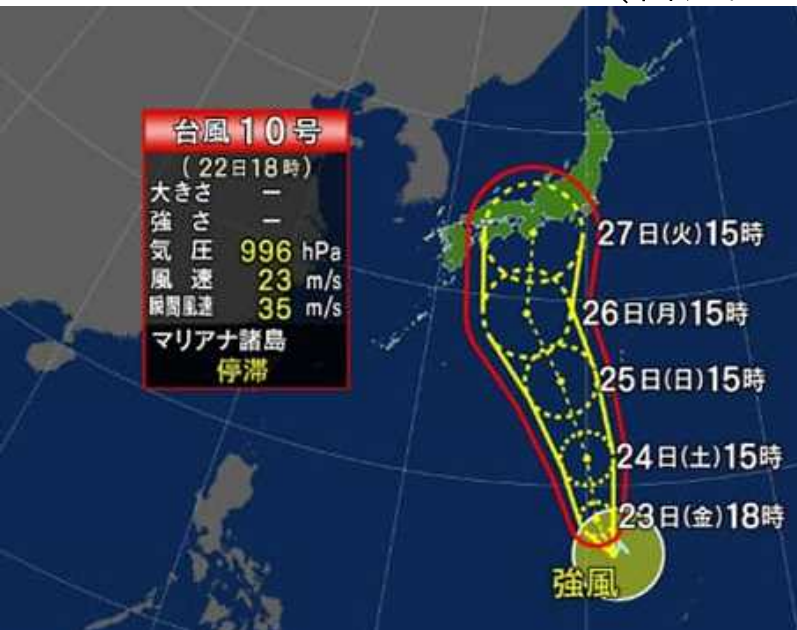 台風10号
(22日18時)
大きさ ー
強さ ー
気圧 996 hPa
風速 23 m/s
瞬間風速 35 m/s
マリアナ諸島
停滞
27日(火)15時
26日(月)15時
25日(日)15時
24日(土)15時
23日(金)18時
強風